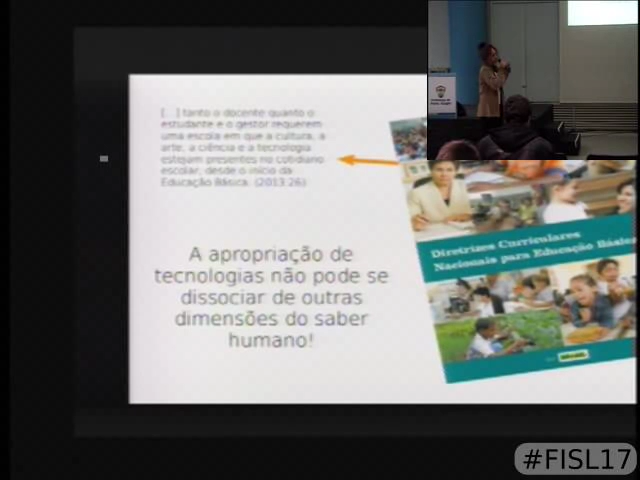 [...] tanto o docente quanto o
estudante e o gestor requerem
uma escola em que a cultura, a
arte, a ciência e a tecnologia
estejam presentes no cotidiano
escolar, desde o início da
Educação Básica. (2013:26)
A apropriação de
tecnologias não pode se
dissociar de outras
dimensões do saber
humano!
Diretrizes Curriculares
Nacionais para Educação Básica
BRASIL
#FISL17